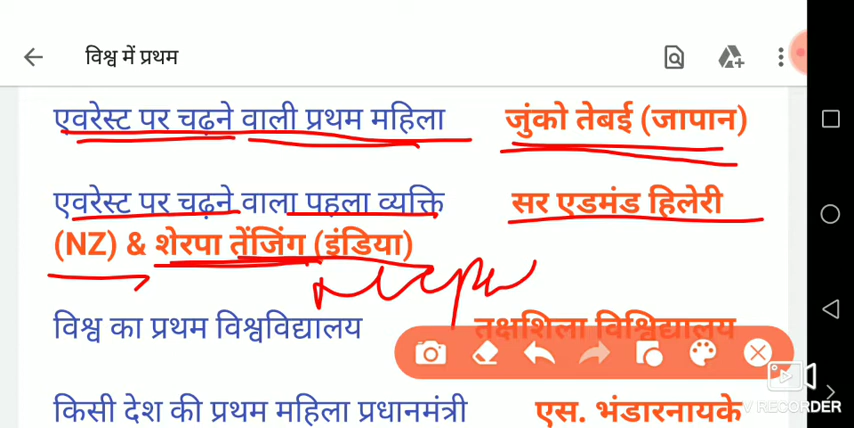 विश्व में प्रथम
एवरेस्ट पर चढ़ने वाली प्रथम महिला जुंको तेबई (जापान)
एवरेस्ट पर चढ़ने वाला पहला व्यक्ति सर एडमंड हिलेरी
(NZ) & शेरपा तेंजिंग (इंडिया)
विश्व का प्रथम विश्वविद्यालय तक्षशिला विश्विद्यालय
किसी देश की प्रथम महिला प्रधानमंत्री एस. भंडारनायके
V RECORDER